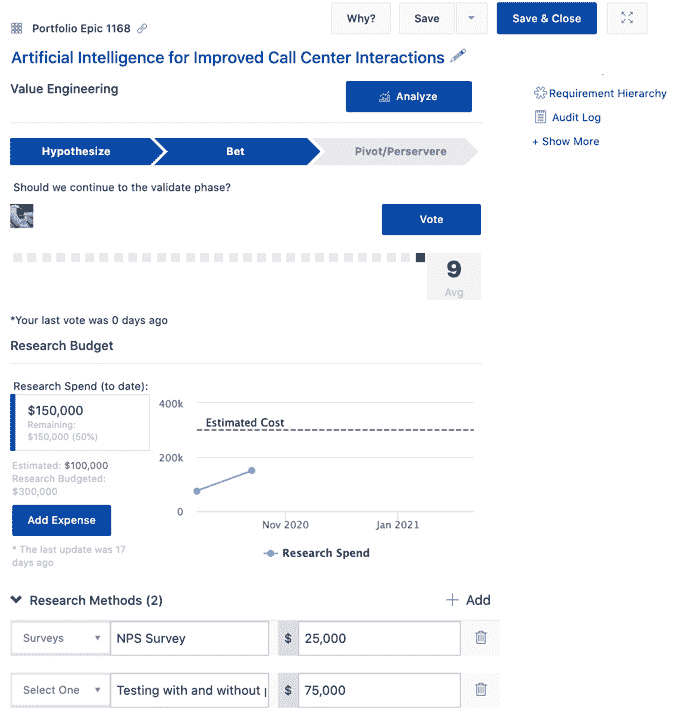 Portfolio Epic 1168
Why?
Save
Save & Close
Artificial Intelligence for Improved Call Center Interactions
Value Engineering
Analyze
Requirement Hierarchy
Audit Log
+ Show More
Hypothesize
Bet
Pivot/Perservere
Should we continue to the validate phase?
Vote
9
Avg
*Your last vote was 0 days ago
Research Budget
Research Spend (to date):
$150,000
Remaining:
$150,000 (50%)
Estimated: $100,000
Research Budgeted:
$300,000
Add Expense
* The last update was 17
days ago
400k
Estimated Cost
200k
0
Nov 2020
Jan 2021
Research Spend
Research Methods (2)
+ Add
Surveys
NPS Survey
$ 25,000
Select One
Testing with and without
$ 75,000